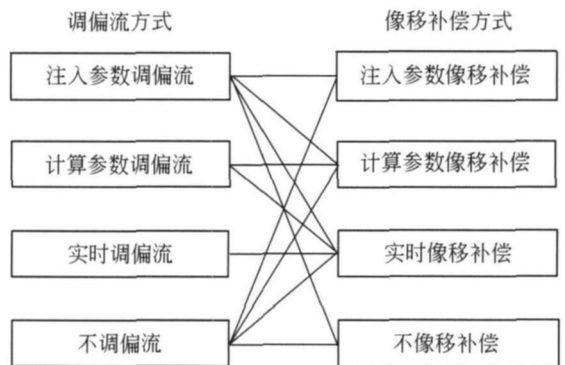 调偏流方式 像移补偿方式
注入参数调偏流 注入参数像移补偿
计算参数调偏流 计算参数像移补偿
实时调偏流 实时像移补偿
不调偏流 不像移补偿